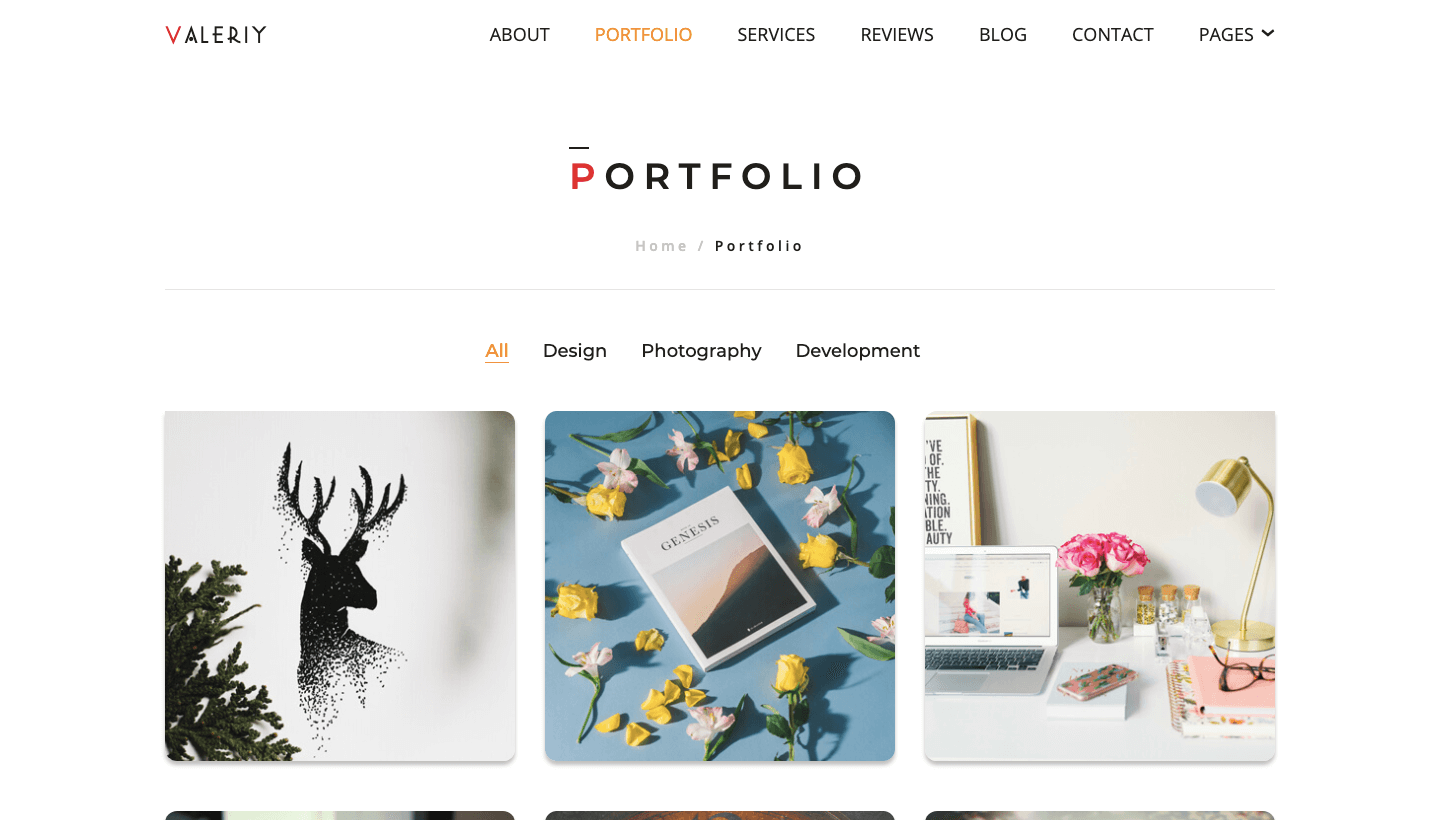 VALERIY
ABOUT PORTFOLIO SERVICES REVIEWS BLOG CONTACT PAGES
PORTFOLIO
Home / Portfolio
All Design Photography Development
GENESIS
'VE
OF.
HE
TY.
NING.
ATION
BLE.
AUTY